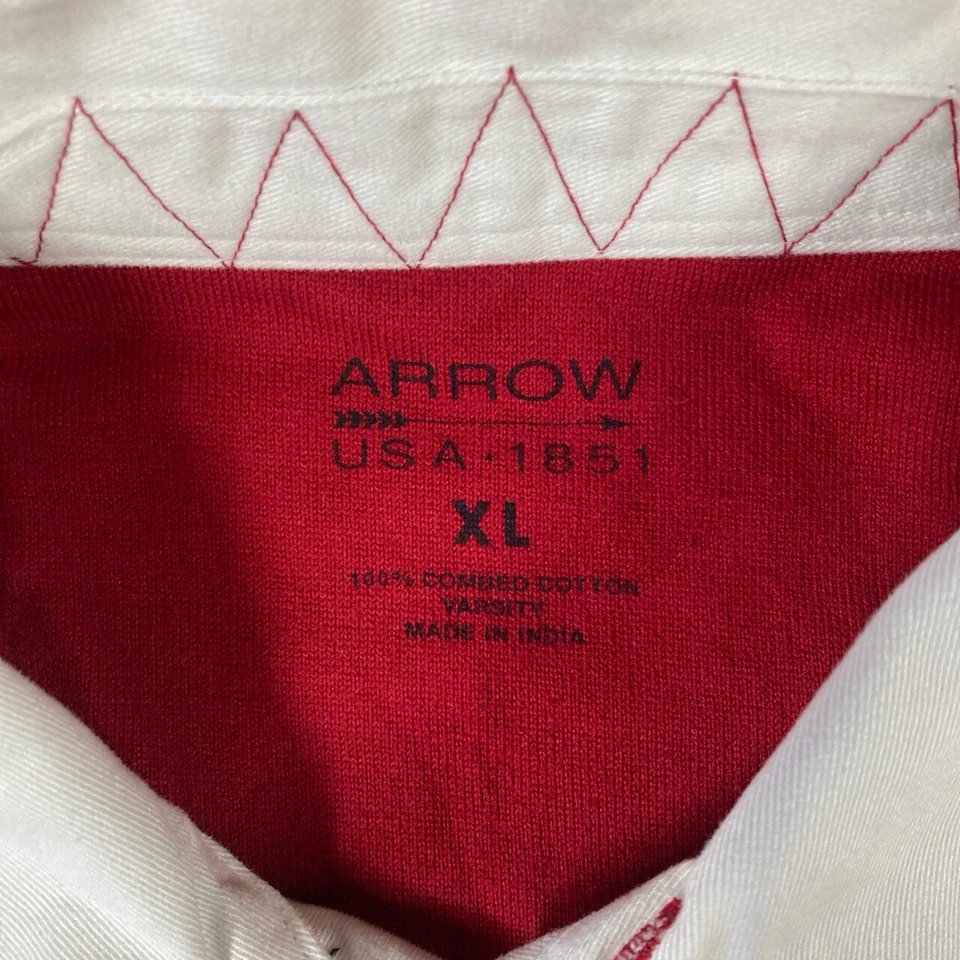 ARROW
USA · 1851
XL
100% COMBED COTTON
VARSITY
MADE IN INDIA